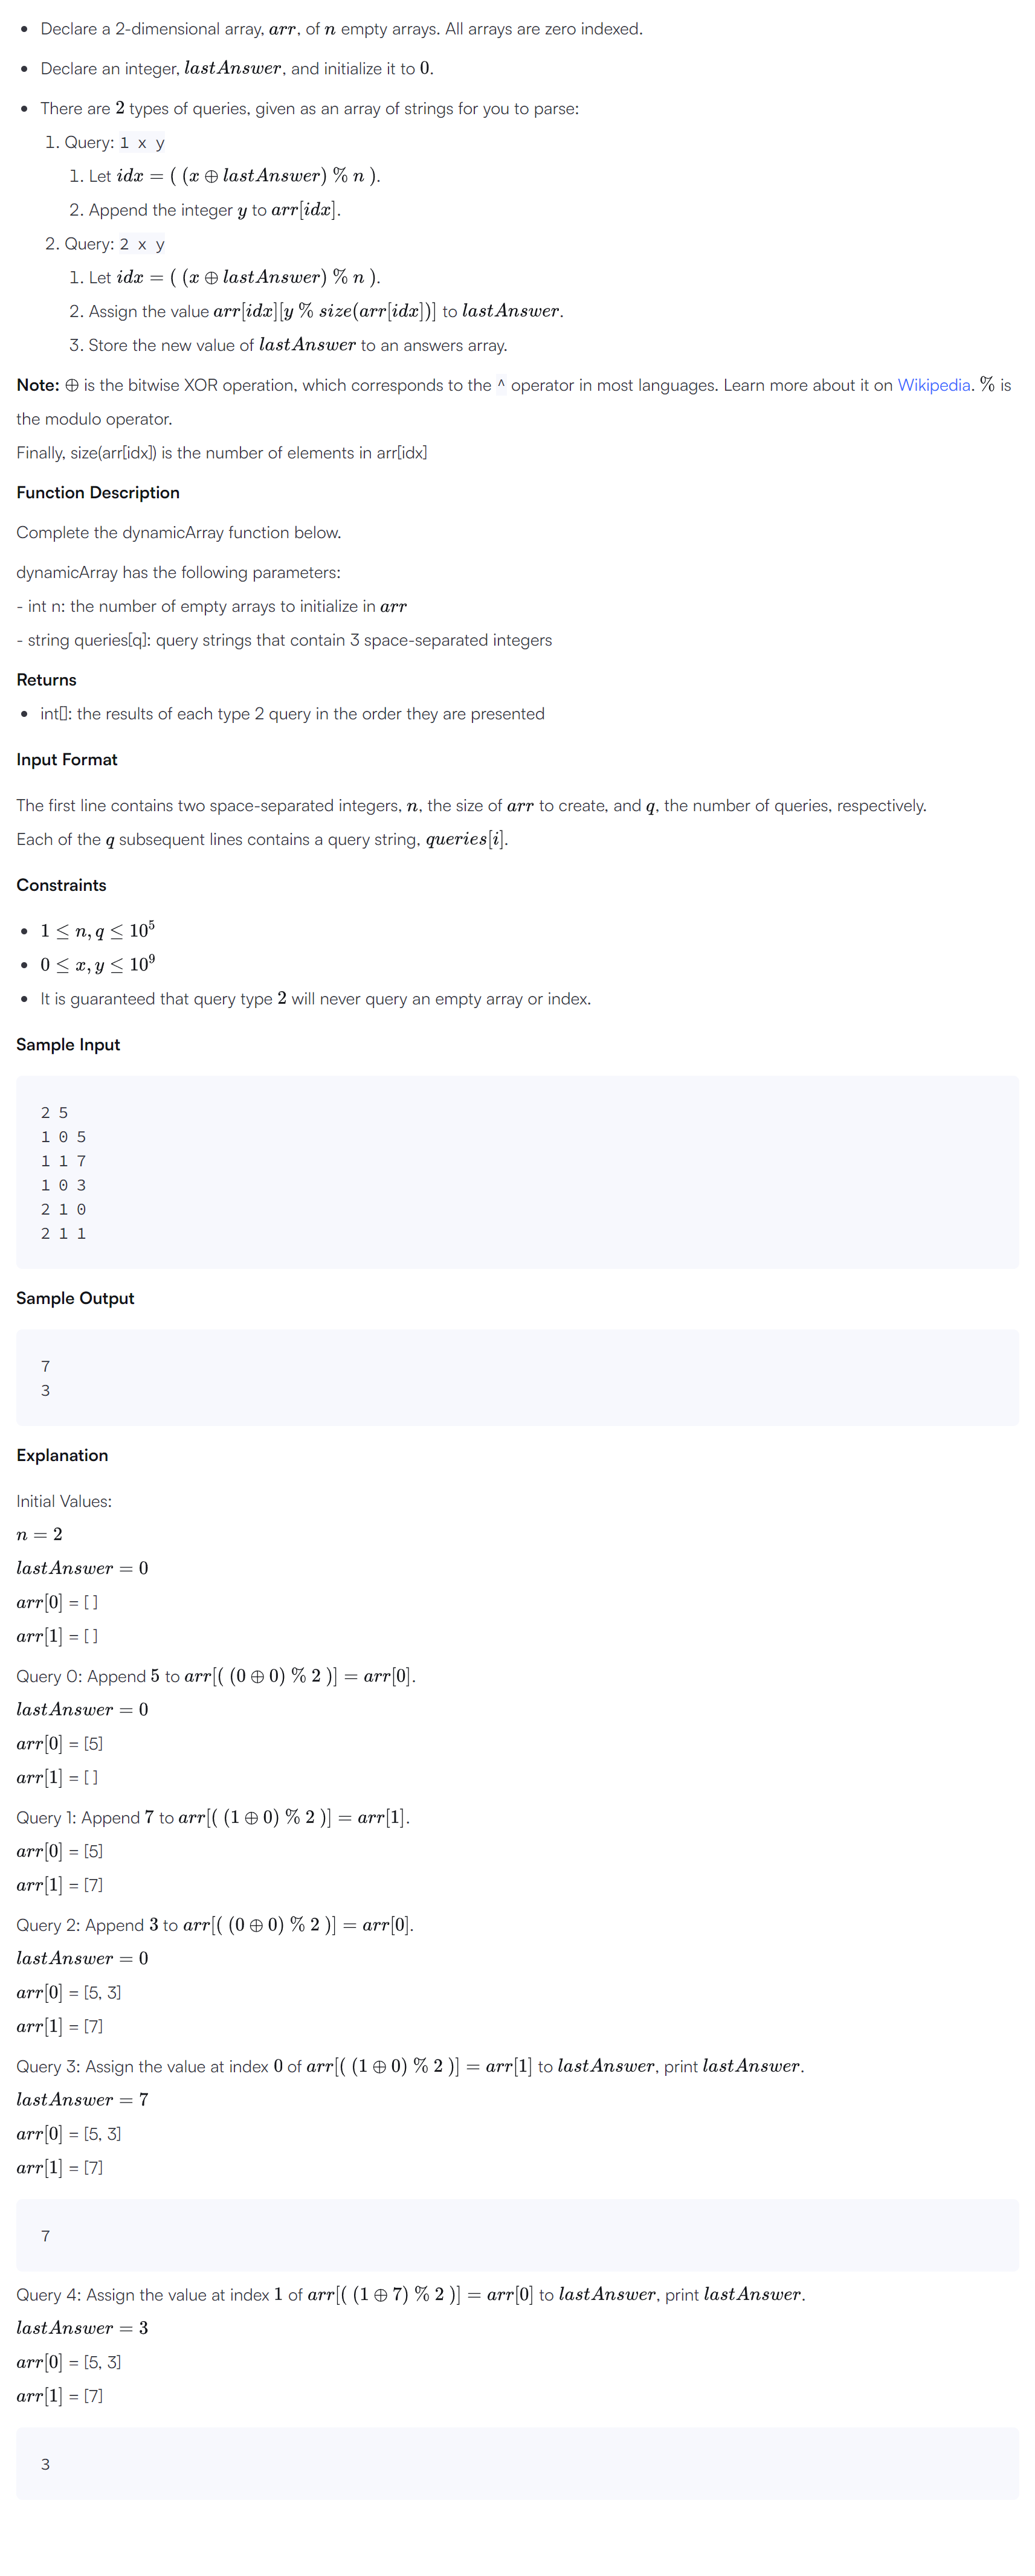 • Declare a 2-dimensional array, arr, of n empty arrays. All arrays are zero indexed.
• Declare an integer, lastAnswer, and initialize it to 0.
• There are 2 types of queries, given as an array of strings for you to parse:
1. Query: 1 x y
1. Let idx = ( (x ⊕ lastAnswer) % n ).
2. Append the integer y to arr[idx].
2. Query: 2 x y
1. Let idx = ( (x ⊕ lastAnswer) % n ).
2. Assign the value arr[idx][y % size(arr[idx])] to lastAnswer.
3. Store the new value of lastAnswer to an answers array.
Note: ⊕ is the bitwise XOR operation, which corresponds to the ^ operator in most languages. Learn more about it on Wikipedia. % is
the modulo operator.
Finally, size(arr[idx]) is the number of elements in arr[idx]
Function Description
Complete the dynamicArray function below.
dynamicArray has the following parameters:
- int n: the number of empty arrays to initialize in arr
- string queries[q]: query strings that contain 3 space-separated integers
Returns
• int[]: the results of each type 2 query in the order they are presented
Input Format
The first line contains two space-separated integers, n, the size of arr to create, and q, the number of queries, respectively.
Each of the q subsequent lines contains a query string, queries[i].
Constraints
• 1 ≤ n, q ≤ 10⁵
• 0 ≤ x, y ≤ 10⁹
• It is guaranteed that query type 2 will never query an empty array or index.
Sample Input
2 5
1 0 5
1 1 7
1 0 3
2 1 0
2 1 1
Sample Output
7
3
Explanation
Initial Values:
n = 2
lastAnswer = 0
arr[0] = [ ]
arr[1] = [ ]
Query 0: Append 5 to arr[( (0 ⊕ 0) % 2 )] = arr[0].
lastAnswer = 0
arr[0] = [5]
arr[1] = [ ]
Query 1: Append 7 to arr[( (1 ⊕ 0) % 2 )] = arr[1].
arr[0] = [5]
arr[1] = [7]
Query 2: Append 3 to arr[( (0 ⊕ 0) % 2 )] = arr[0].
lastAnswer = 0
arr[0] = [5, 3]
arr[1] = [7]
Query 3: Assign the value at index 0 of arr[( (1 ⊕ 0) % 2 )] = arr[1] to lastAnswer, print lastAnswer.
lastAnswer = 7
arr[0] = [5, 3]
arr[1] = [7]
7
Query 4: Assign the value at index 1 of arr[( (1 ⊕ 7) % 2 )] = arr[0] to lastAnswer, print lastAnswer.
lastAnswer = 3
arr[0] = [5, 3]
arr[1] = [7]
3